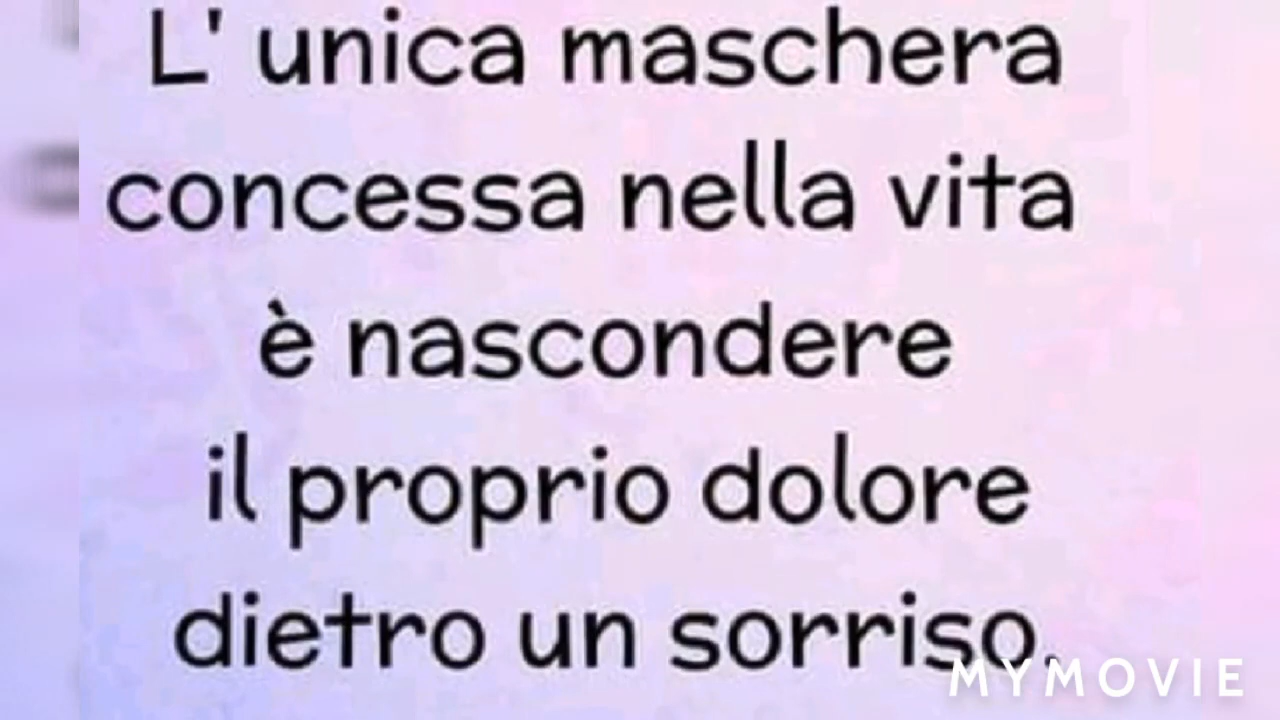 L' unica maschera
concessa nella vita
è nascondere
il proprio dolore
dietro un sorriso.
MYMOVIE